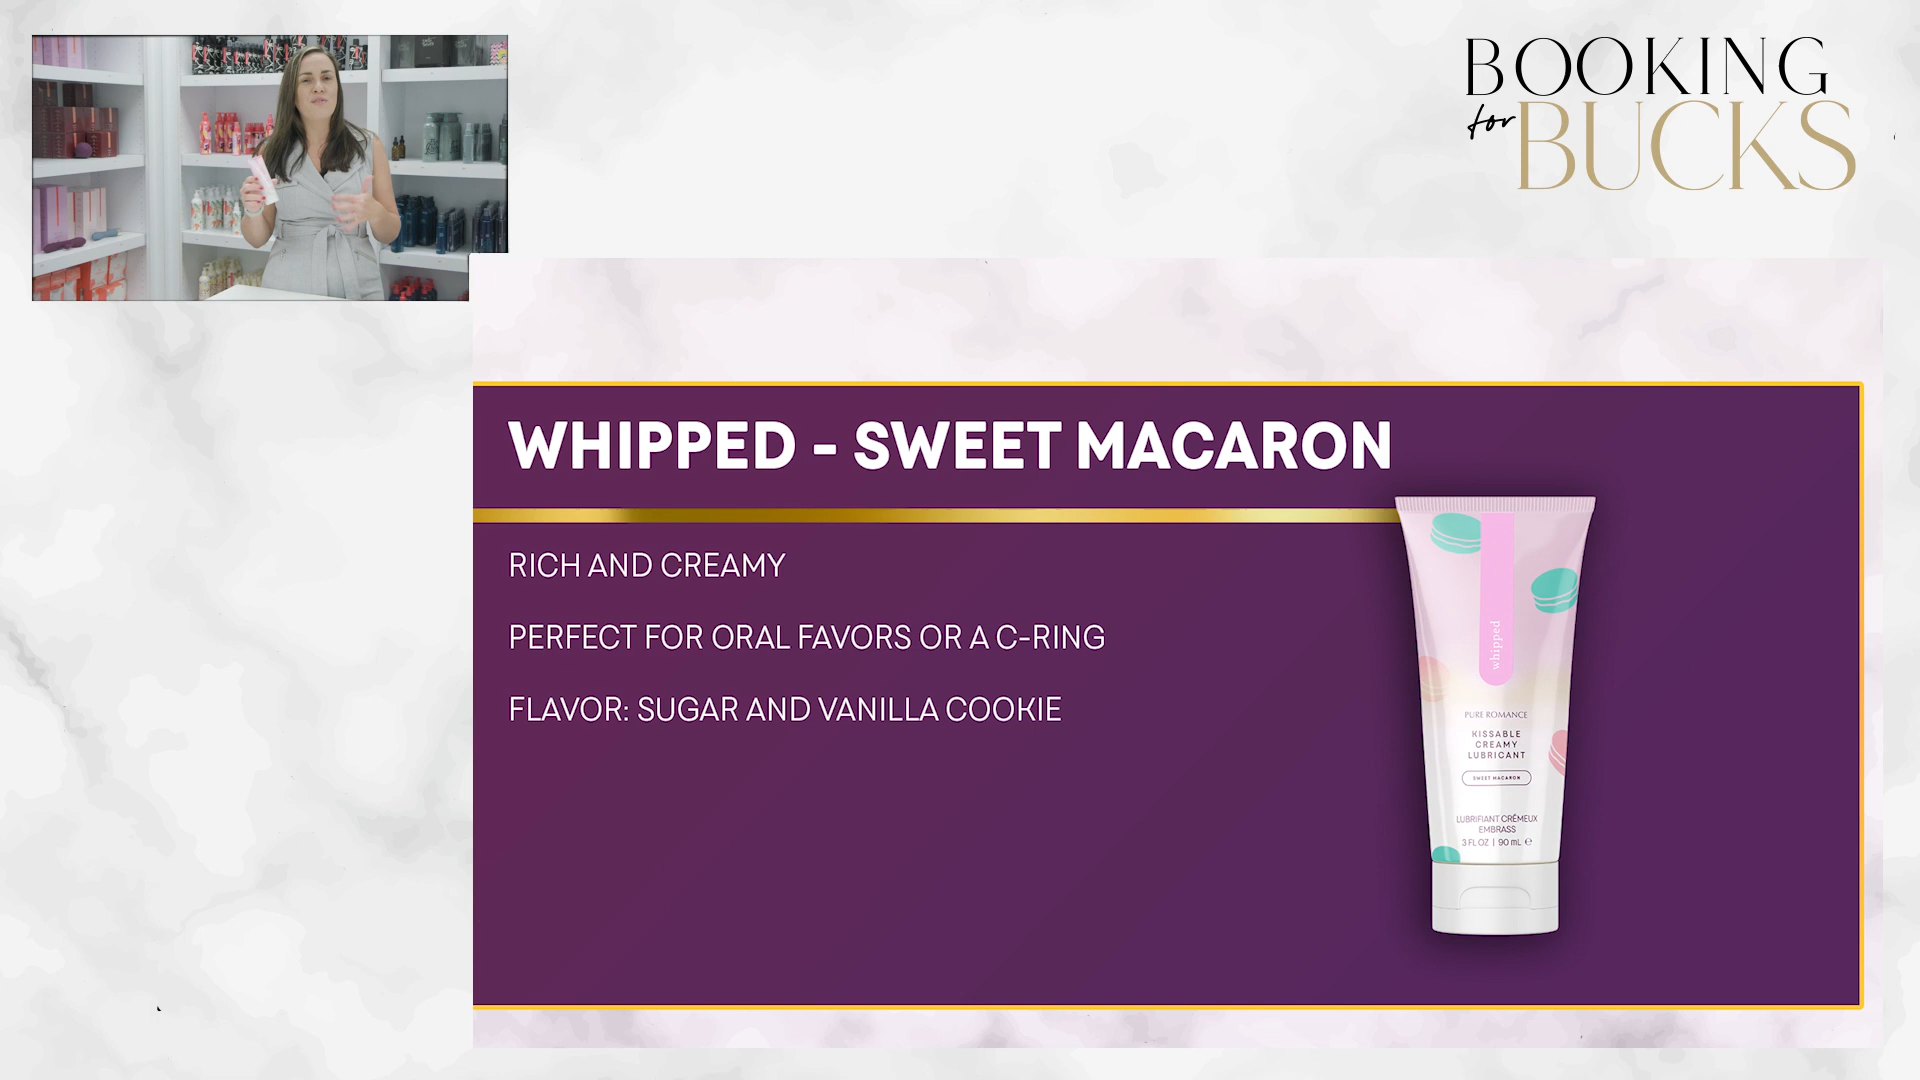 BOOKING
for BUCKS
WHIPPED - SWEET MACARON
RICH AND CREAMY
PERFECT FOR ORAL FAVORS OR A C-RING
FLAVOR: SUGAR AND VANILLA COOKIE
whipped
PURE ROMANCE
KISSABLE
CREAMY
LUBRICANT
SWEET MACARON
LUBRIFIANT CRÉMEUX
EMBRASS
3 FL OZ | 90 mL ℮